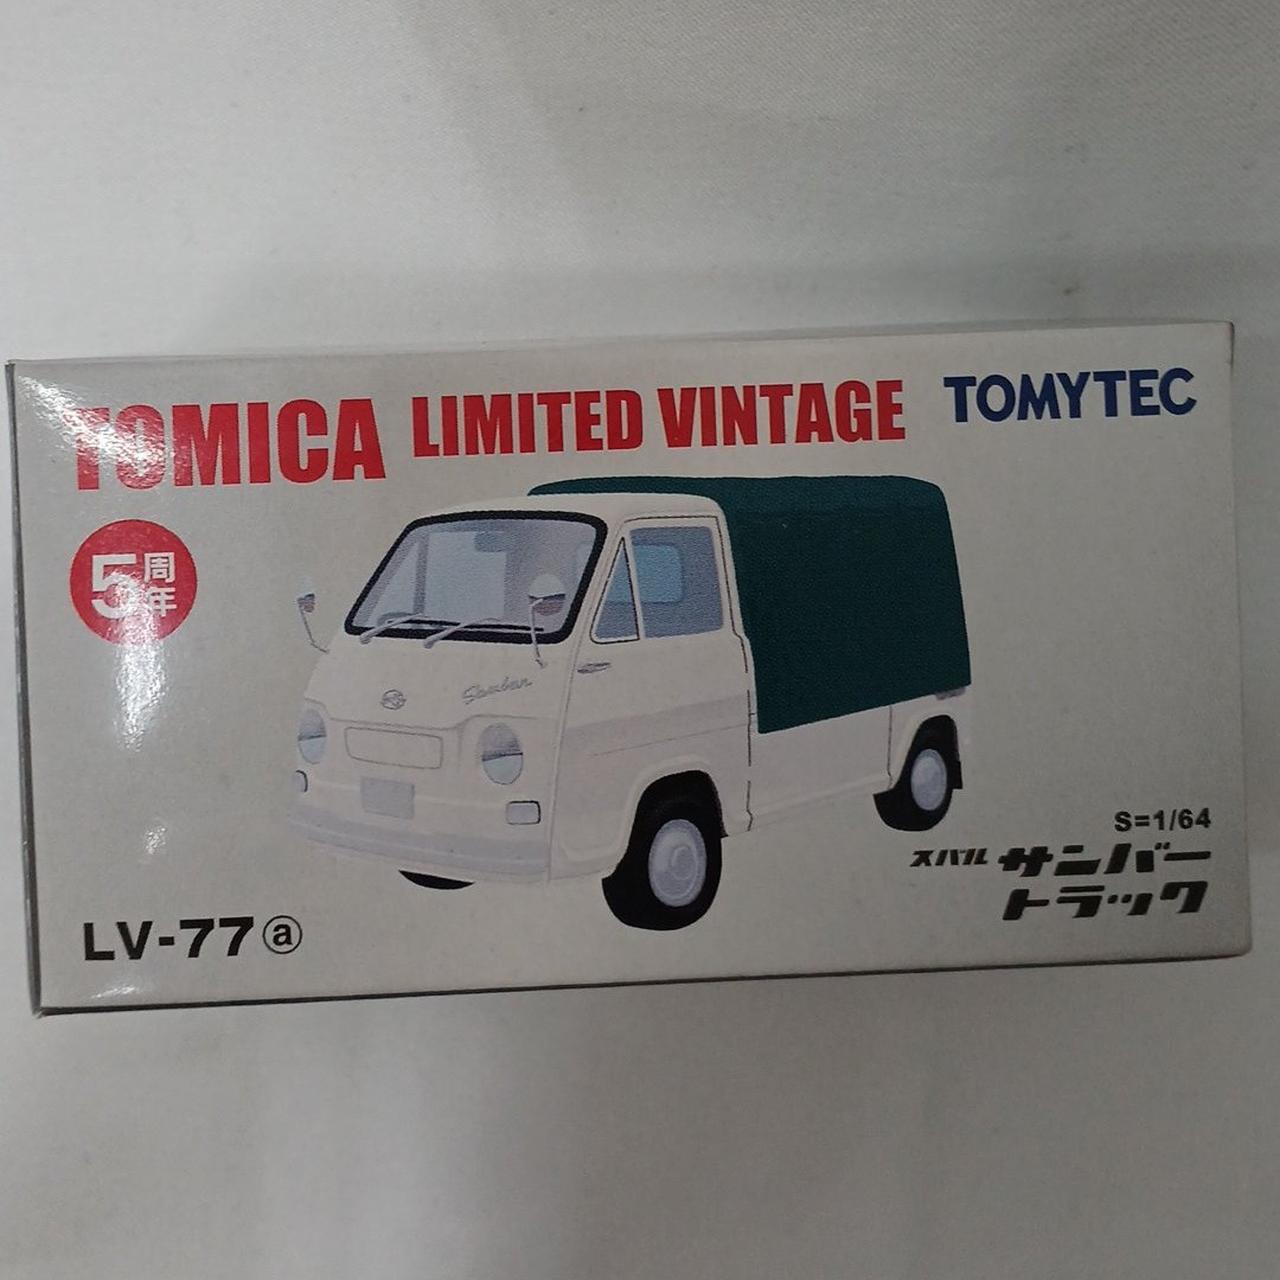 TOMICA LIMITED VINTAGE
TOMYTEC
5周年
Sambar
S=1/64
スバル サンバー
トラック
LV-77ⓐ